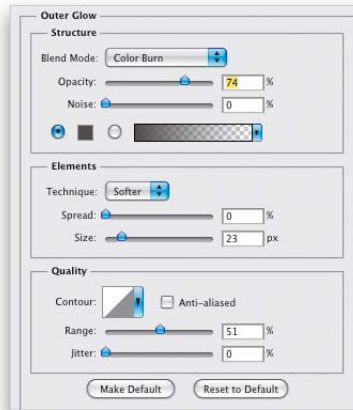 Outer Glow
Structure
Blend Mode: Color Burn
Opacity: 74 %
Noise: 0 %
Elements
Technique: Softer
Spread: 0 %
Size: 23 px
Quality
Contour: Anti-aliased
Range: 51 %
Jitter: 0 %
Make Default Reset to Default